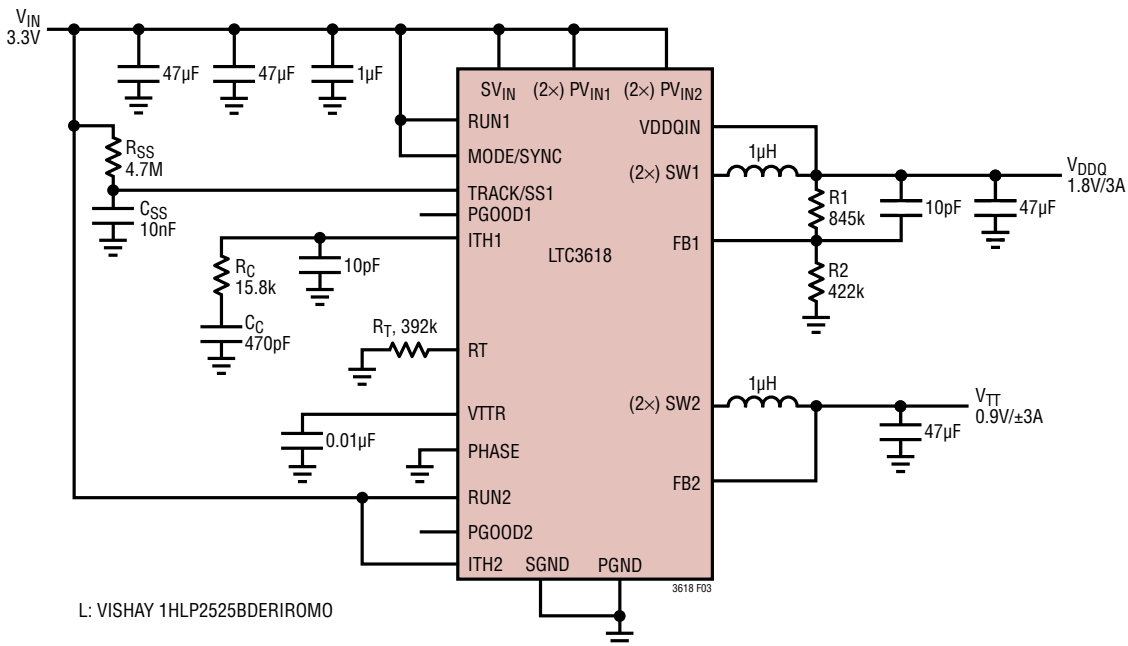 VIN
3.3V
47µF
47µF
1µF
SVIN
(2×) PVIN1
(2×) PVIN2
RUN1
VDDQIN
MODE/SYNC
1µH
RSS
4.7M
(2×) SW1
VDDQ
1.8V/3A
TRACK/SS1
CSS
10nF
PGOOD1
R1
845k
10pF
47µF
ITH1
FB1
LTC3618
RC
15.8k
10pF
R2
422k
CC
470pF
RT, 392k
RT
1µH
(2×) SW2
VTT
0.9V/±3A
VTTR
0.01µF
47µF
PHASE
FB2
RUN2
PGOOD2
ITH2
SGND
PGND
3618 F03
L: VISHAY 1HLP2525BDERIROMO